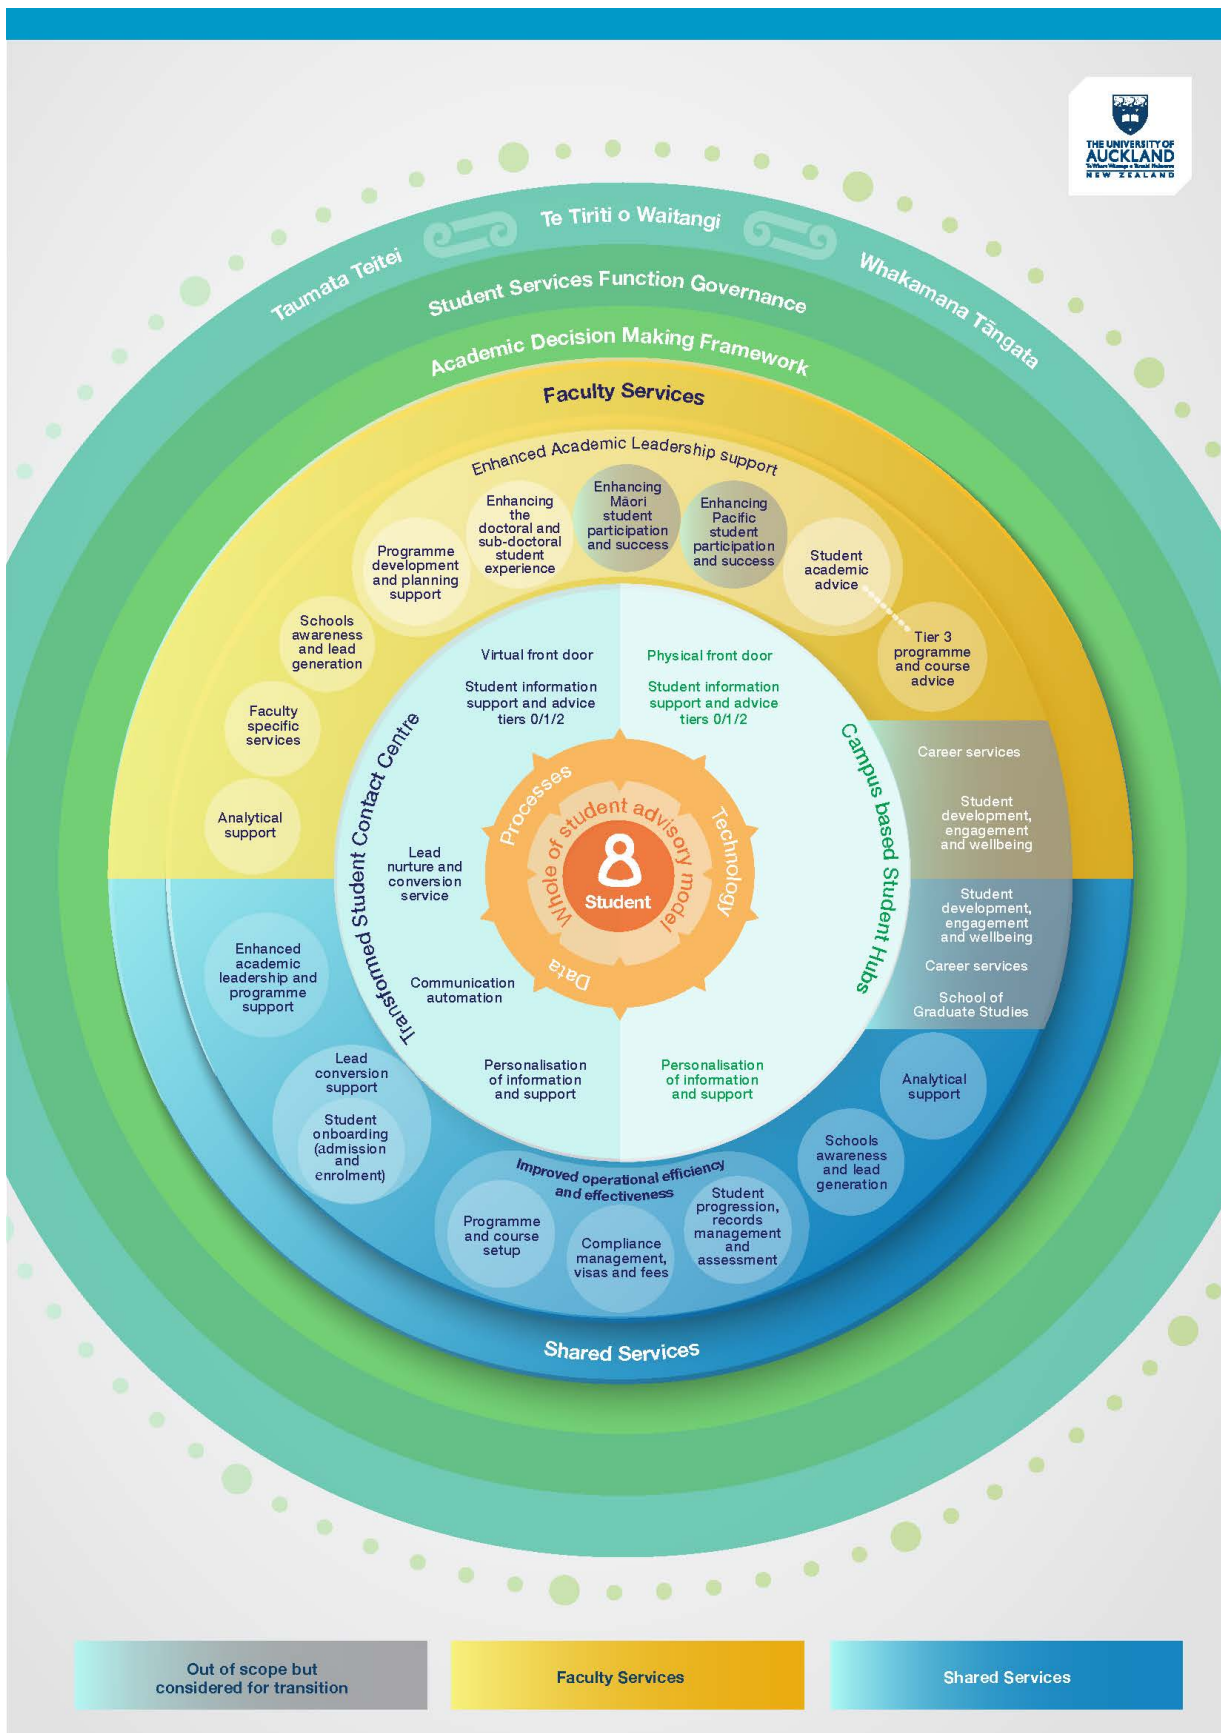 THE UNIVERSITY OF
AUCKLAND
Te Whare Wānanga o Tāmaki Makaurau
NEW ZEALAND
Taumata Teitei
Te Tiriti o Waitangi
Whakamana Tāngata
Student Services Function Governance
Academic Decision Making Framework
Faculty Services
Enhanced Academic Leadership support
Programme
development
and planning
support
Enhancing
the
doctoral and
sub-doctoral
student
experience
Enhancing
Māori
student
participation
and success
Enhancing
Pacific
student
participation
and success
Student
academic
advice
Tier 3
programme
and course
advice
Schools
awareness
and lead
generation
Faculty
specific
services
Analytical
support
Transformed Student Contact Centre
Virtual front door
Student information
support and advice
tiers 0/1/2
Lead
nurture and
conversion
service
Communication
automation
Personalisation
of information
and support
Physical front door
Student information
support and advice
tiers 0/1/2
Personalisation
of information
and support
Campus based Student Hubs
Processes
Technology
Data
Whole of student advisory model
Student
Career services
Student
development,
engagement
and wellbeing
Student
development,
engagement
and wellbeing
Career services
School of
Graduate Studies
Enhanced
academic
leadership and
programme
support
Lead
conversion
support
Student
onboarding
(admission
and
enrolment)
Improved operational efficiency
and effectiveness
Programme
and course
setup
Compliance
management,
visas and fees
Student
progression,
records
management
and
assessment
Schools
awareness
and lead
generation
Analytical
support
Shared Services
Out of scope but
considered for transition
Faculty Services
Shared Services